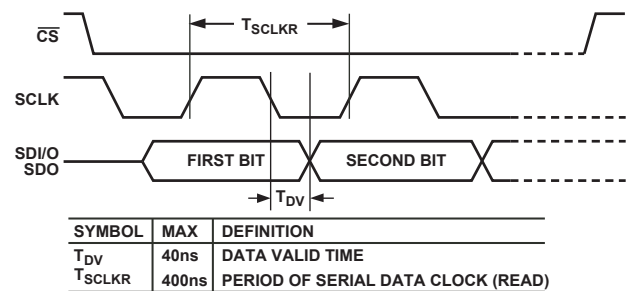 CS
T_SCLKR
SCLK
SDI/O
SDO
FIRST BIT
SECOND BIT
T_DV
SYMBOL MAX DEFINITION
T_DV 40ns DATA VALID TIME
T_SCLKR 400ns PERIOD OF SERIAL DATA CLOCK (READ)